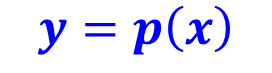 y = p(x)